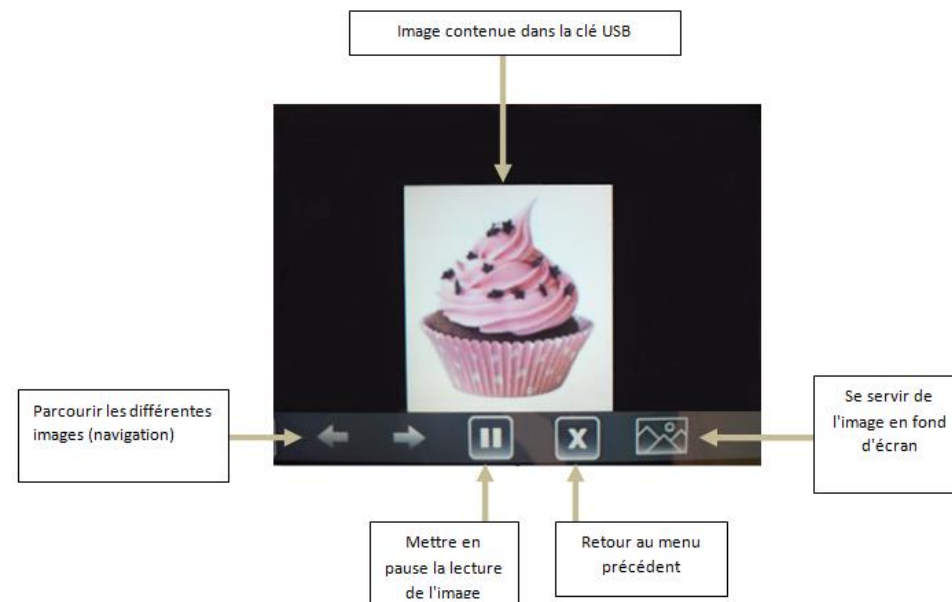 Image contenue dans la clé USB
Parcourir les différentes
images (navigation)
Se servir de
l'image en fond
d'écran
Mettre en
pause la lecture
de l'image
Retour au menu
précédent